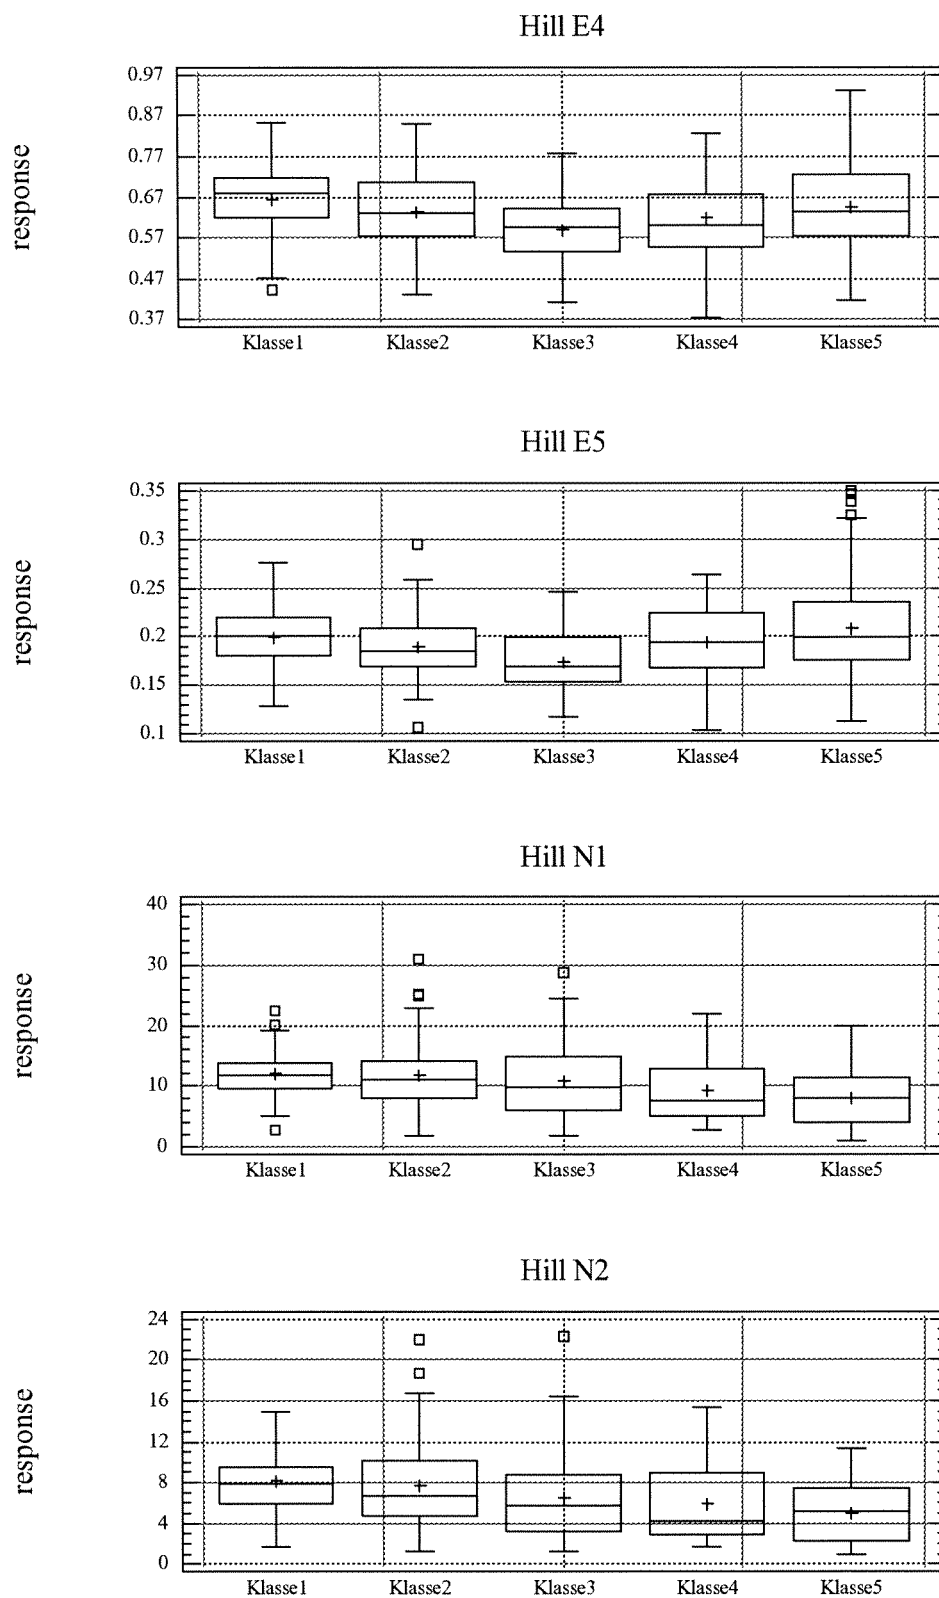 Hill E4
response
0.97
0.87
0.77
0.67
0.57
0.47
0.37
Klasse1 Klasse2 Klasse3 Klasse4 Klasse5
Hill E5
response
0.35
0.3
0.25
0.2
0.15
0.1
Klasse1 Klasse2 Klasse3 Klasse4 Klasse5
Hill N1
response
40
30
20
10
0
Klasse1 Klasse2 Klasse3 Klasse4 Klasse5
Hill N2
response
24
20
16
12
8
4
0
Klasse1 Klasse2 Klasse3 Klasse4 Klasse5